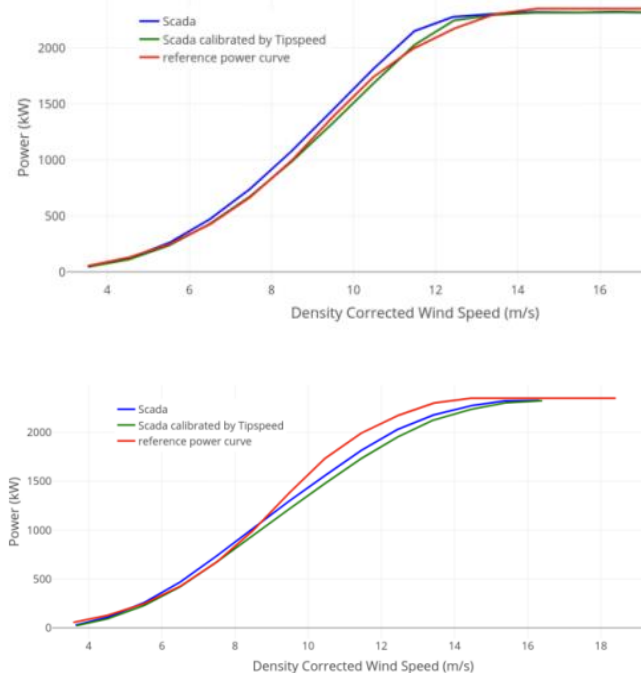 Scada
Scada calibrated by Tipspeed
reference power curve
2000
1500
1000
500
0
Power (kW)
4 6 8 10 12 14 16
Density Corrected Wind Speed (m/s)
Scada
Scada calibrated by Tipspeed
reference power curve
2000
1500
1000
500
0
Power (kW)
4 6 8 10 12 14 16 18
Density Corrected Wind Speed (m/s)